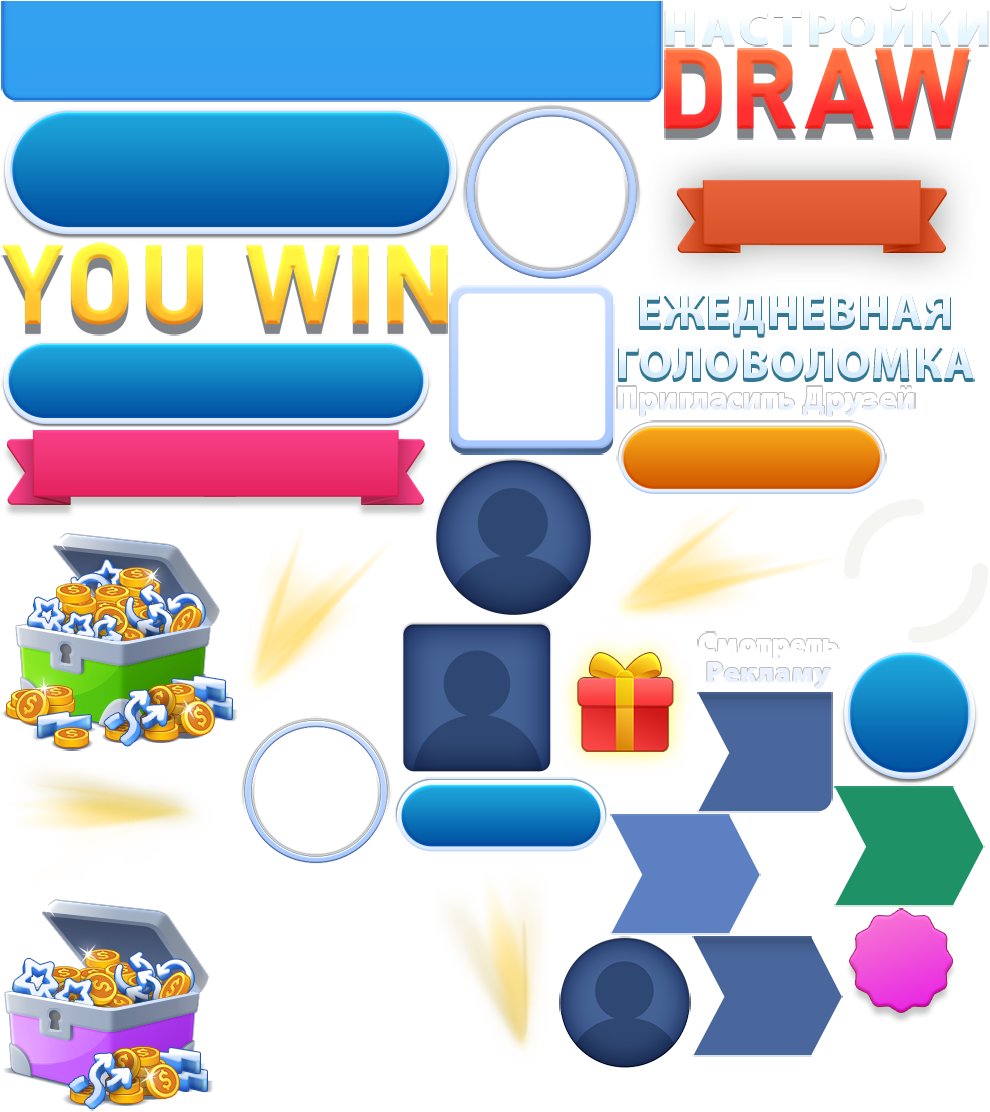 НАСТРОЙКИ
DRAW
YOU WIN
ЕЖЕДНЕВНАЯ
ГОЛОВОЛОМКА
Пригласить Друзей
Смотреть
Рекламу